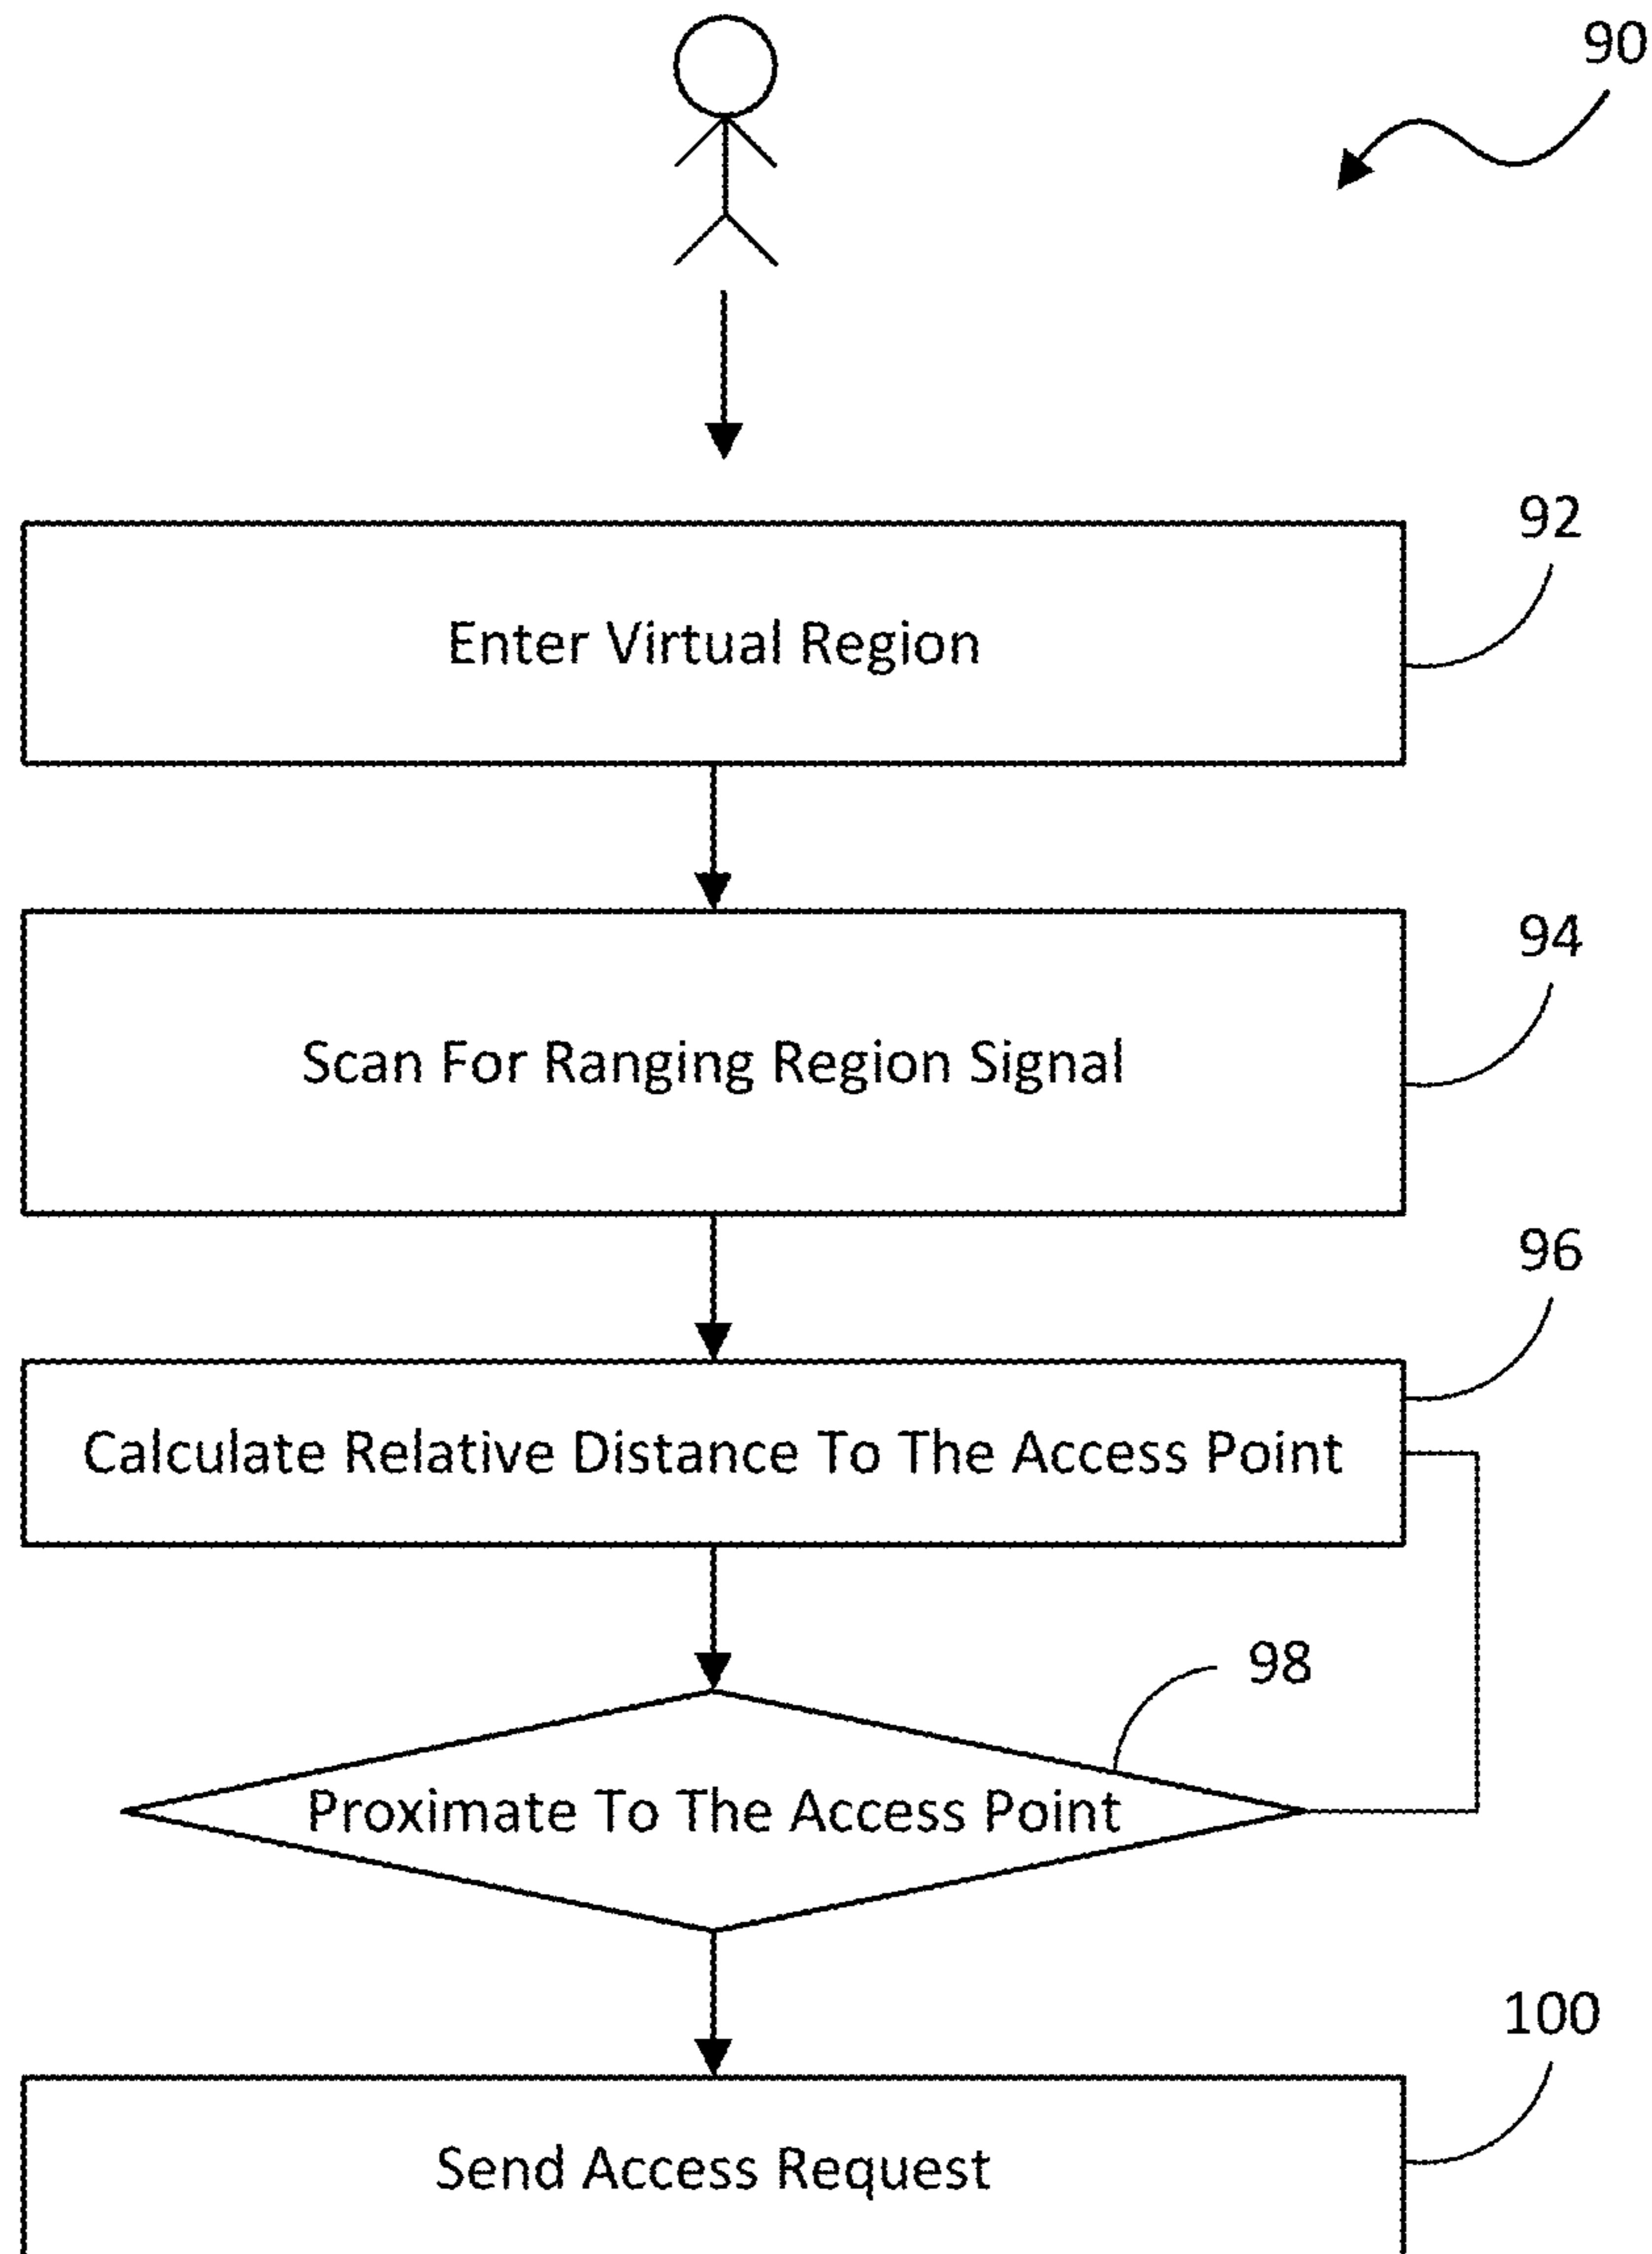 90
92
Enter Virtual Region
94
Scan For Ranging Region Signal
96
Calculate Relative Distance To The Access Point
98
Proximate To The Access Point
100
Send Access Request